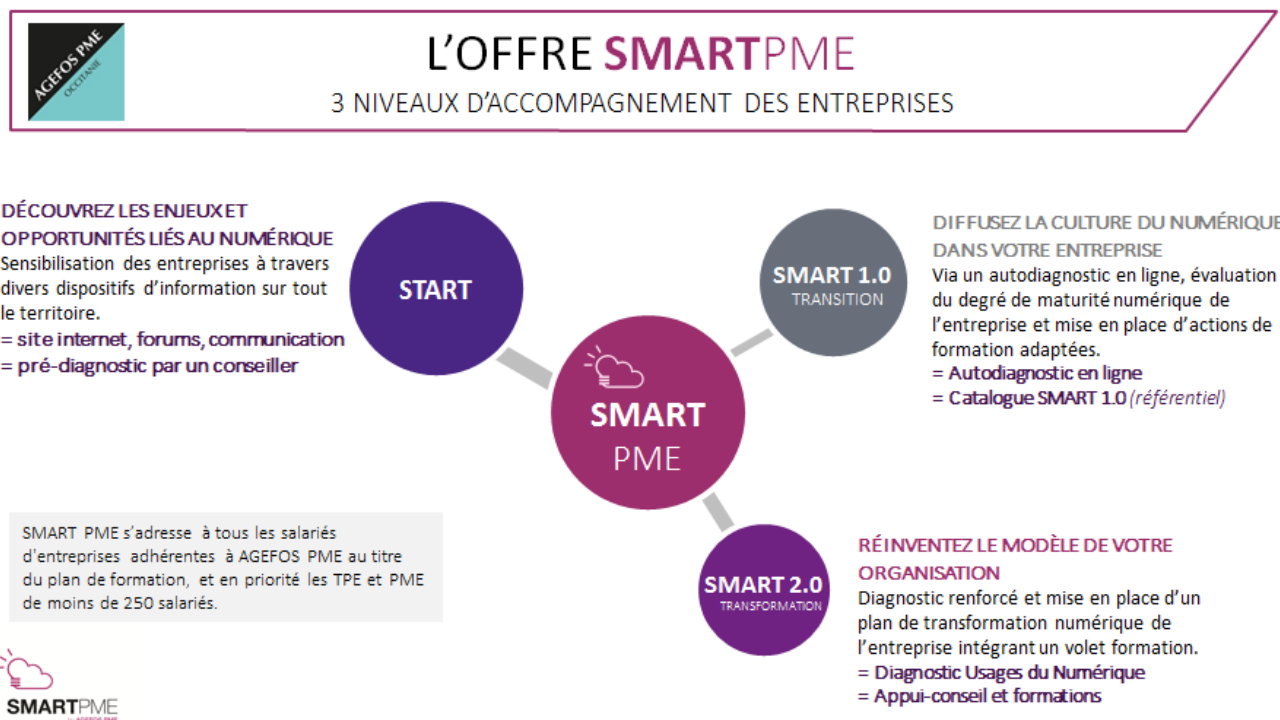 AGEFOS PME
OCCITANIE
L'OFFRE SMARTPME
3 NIVEAUX D'ACCOMPAGNEMENT DES ENTREPRISES
DÉCOUVREZ LES ENJEUX ET
OPPORTUNITÉS LIÉS AU NUMÉRIQUE
Sensibilisation des entreprises à travers
divers dispositifs d'information sur tout
le territoire.
= site internet, forums, communication
= pré-diagnostic par un conseiller
START
SMART 1.0
TRANSITION
DIFFUSEZ LA CULTURE DU NUMÉRIQUE
DANS VOTRE ENTREPRISE
Via un autodiagnostic en ligne, évaluation
du degré de maturité numérique de
l'entreprise et mise en place d'actions de
formation adaptées.
= Autodiagnostic en ligne
= Catalogue SMART 1.0 (référentiel)
SMART
PME
SMART PME s'adresse à tous les salariés
d'entreprises adhérentes à AGEFOS PME au titre
du plan de formation, et en priorité les TPE et PME
de moins de 250 salariés.
SMART 2.0
TRANSFORMATION
RÉINVENTEZ LE MODÈLE DE VOTRE
ORGANISATION
Diagnostic renforcé et mise en place d'un
plan de transformation numérique de
l'entreprise intégrant un volet formation.
= Diagnostic Usages du Numérique
= Appui-conseil et formations
SMARTPME
AGEFOS PME